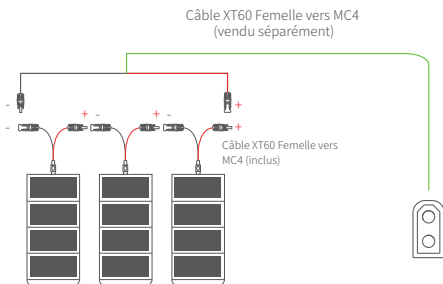 Câble XT60 Femelle vers MC4
(vendu séparément)
- +
- + - + - +
Câble XT60 Femelle vers
MC4 (inclus)